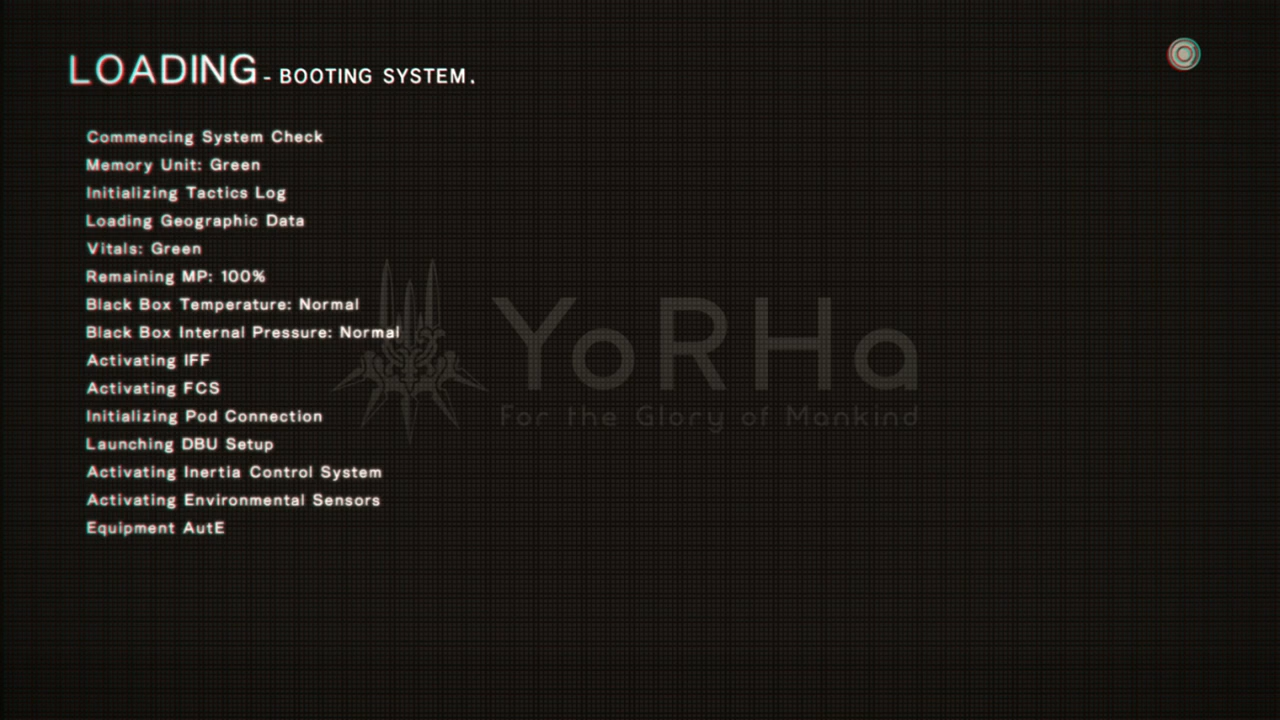 LOADING - BOOTING SYSTEM.
Commencing System Check
Memory Unit: Green
Initializing Tactics Log
Loading Geographic Data
Vitals: Green
Remaining MP: 100%
Black Box Temperature: Normal
Black Box Internal Pressure: Normal
Activating IFF
Activating FCS
Initializing Pod Connection
Launching DBU Setup
Activating Inertia Control System
Activating Environmental Sensors
Equipment AutE
YoRHa
For the Glory of Mankind